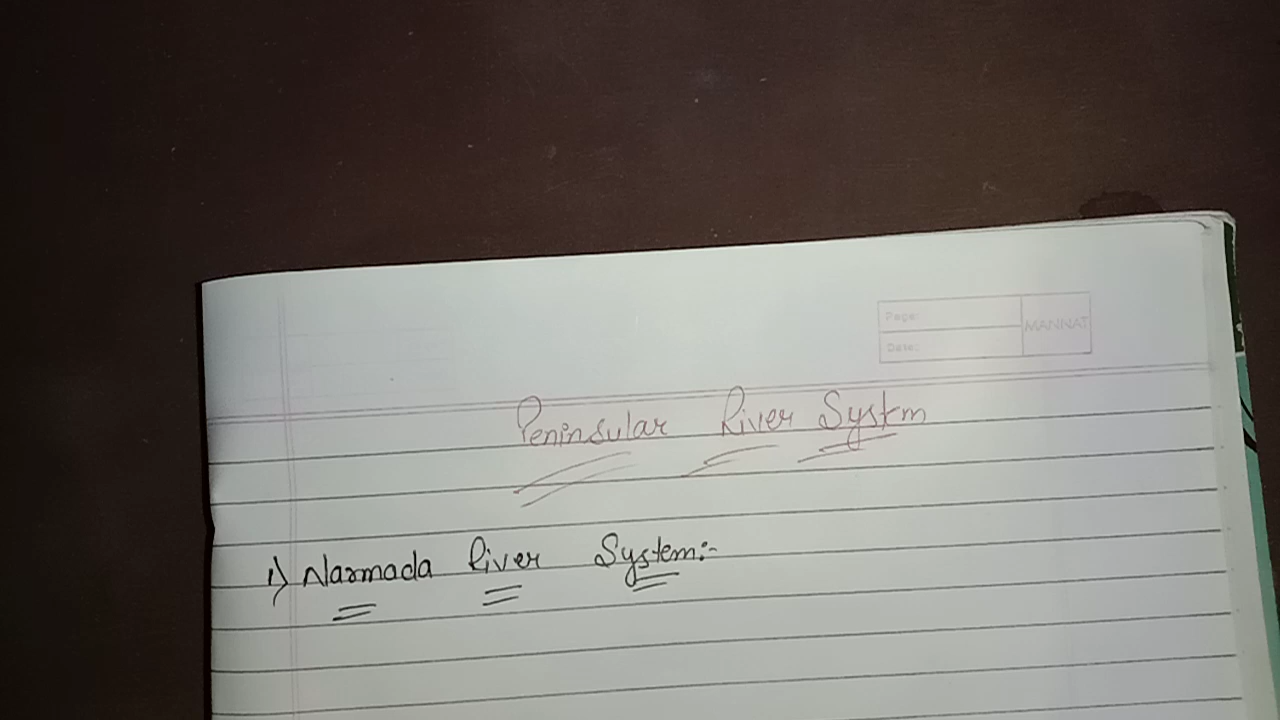 Page:
Date:
MANNAT
Peninsular River System
1) Narmada River System:-